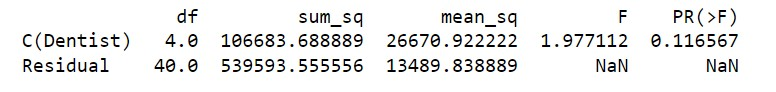 df sum_sq mean_sq F PR(>F)
C(Dentist) 4.0 106683.688889 26670.922222 1.977112 0.116567
Residual 40.0 539593.555556 13489.838889 NaN NaN